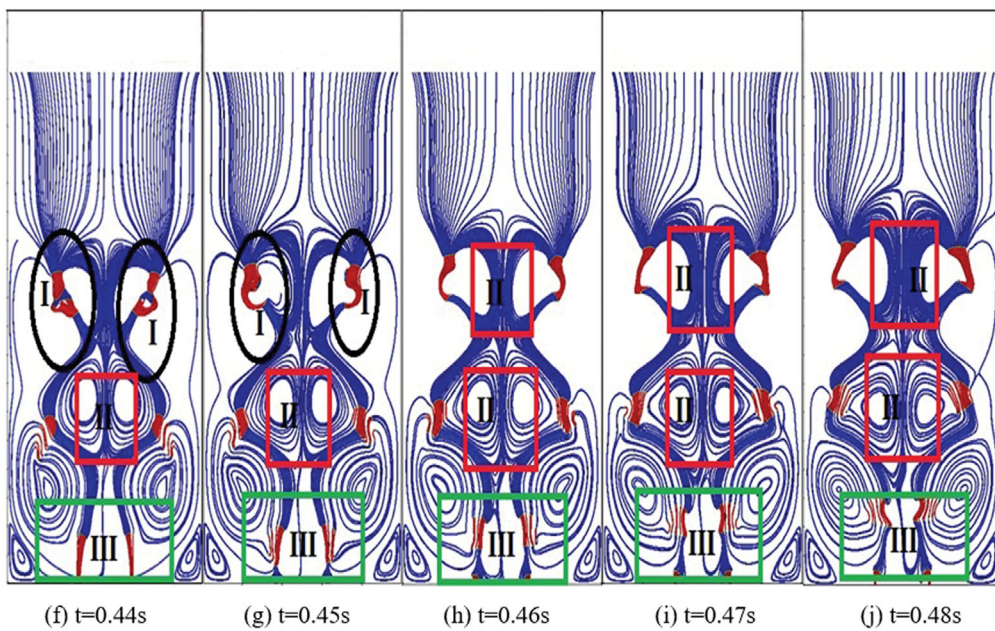 I I I I
II II II
II II II II II
III III III III III
(f) t=0.44s (g) t=0.45s (h) t=0.46s (i) t=0.47s (j) t=0.48s